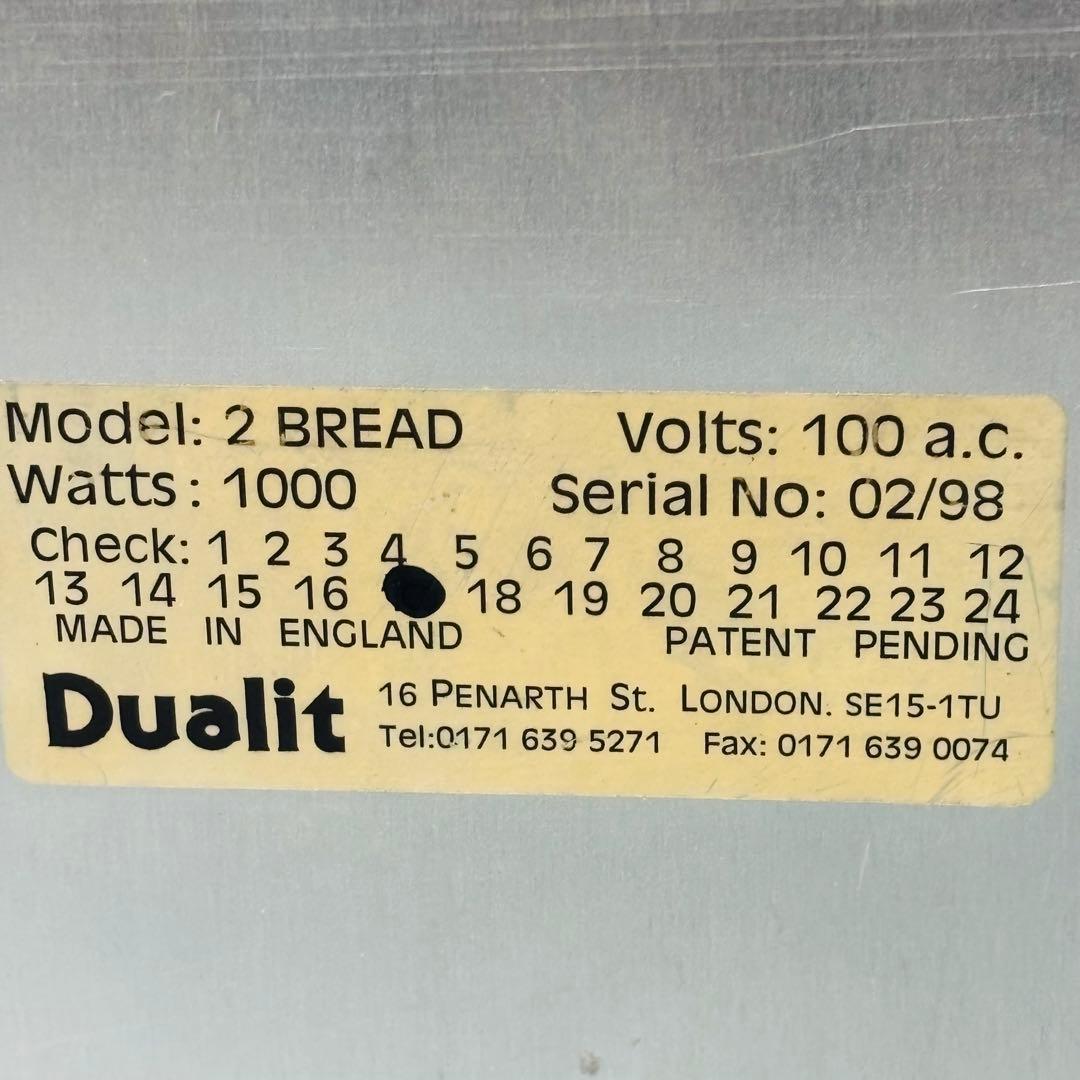 Model: 2 BREAD Volts: 100 a.c.
Watts: 1000 Serial No: 02/98
Check: 1 2 3 4 5 6 7 8 9 10 11 12
13 14 15 16 18 19 20 21 22 23 24
MADE IN ENGLAND PATENT PENDING
Dualit 16 PENARTH St. LONDON. SE15-1TU
Tel:0171 639 5271 Fax: 0171 639 0074